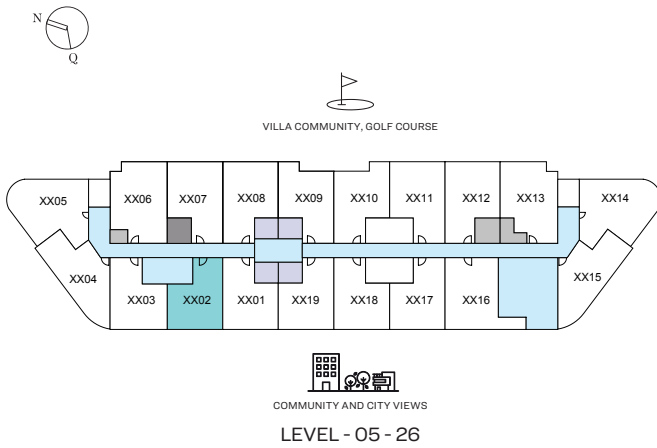 N
Q
VILLA COMMUNITY, GOLF COURSE
XX05
XX06
XX07
XX08
XX09
XX10
XX11
XX12
XX13
XX14
XX04
XX03
XX02
XX01
XX19
XX18
XX17
XX16
XX15
COMMUNITY AND CITY VIEWS
LEVEL - 05 - 26